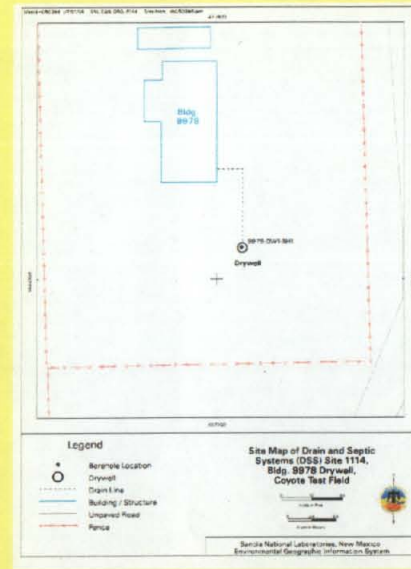 Bldg.
9978
9978-DW1-BH1
Drywell
Legend
Borehole Location
Drywell
Drain Line
Building / Structure
Unpaved Road
Fence
Site Map of Drain and Septic
Systems (DSS) Site 1114,
Bldg. 9978 Drywell,
Coyote Test Field
Sandia National Laboratories, New Mexico
Environmental Geographic Information System